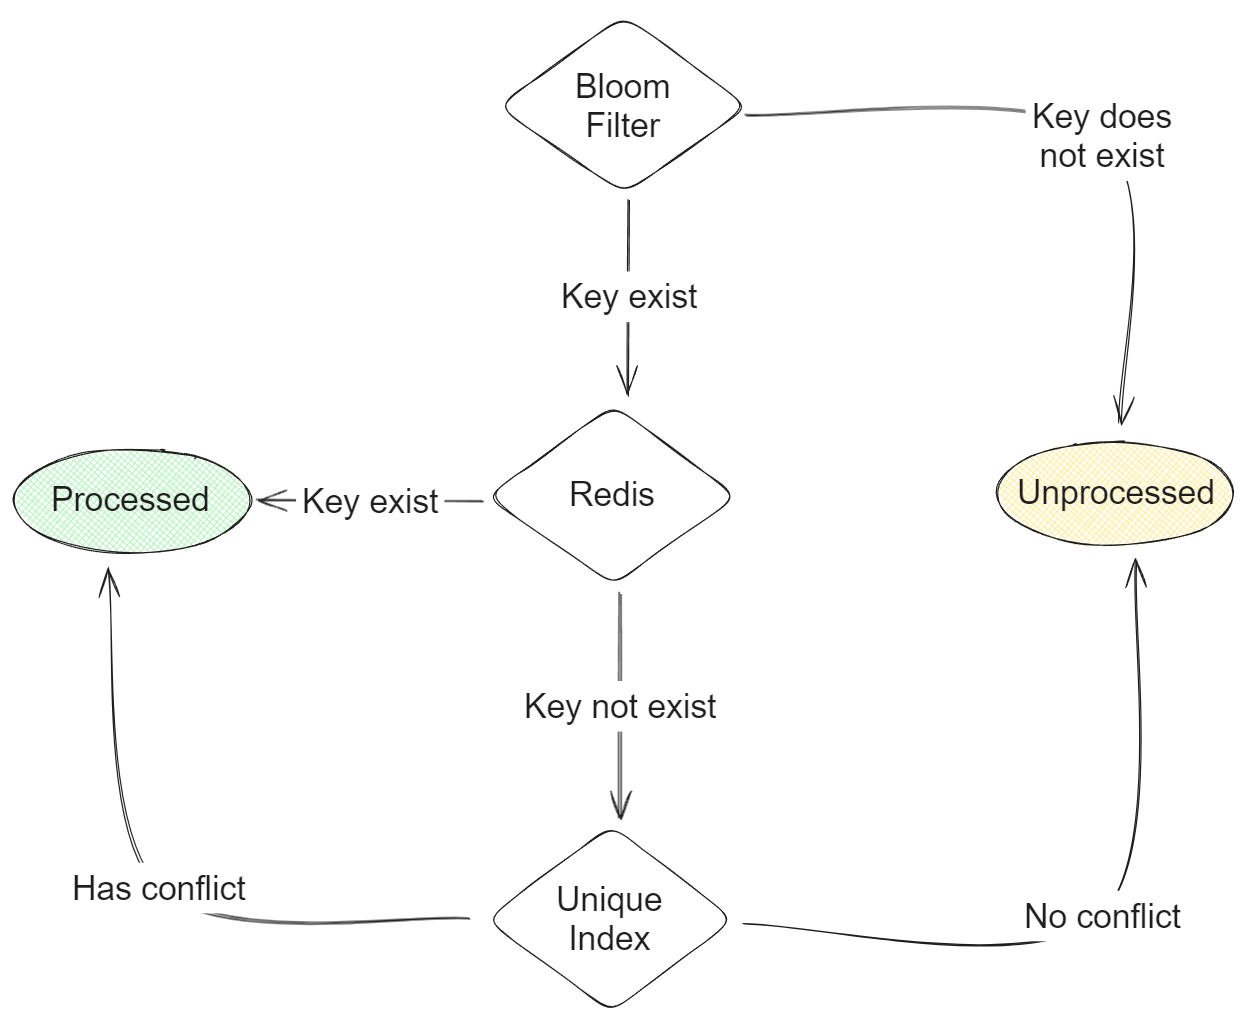 Bloom
Filter
Key does
not exist
Key exist
Processed
Key exist
Redis
Unprocessed
Key not exist
Has conflict
Unique
Index
No conflict